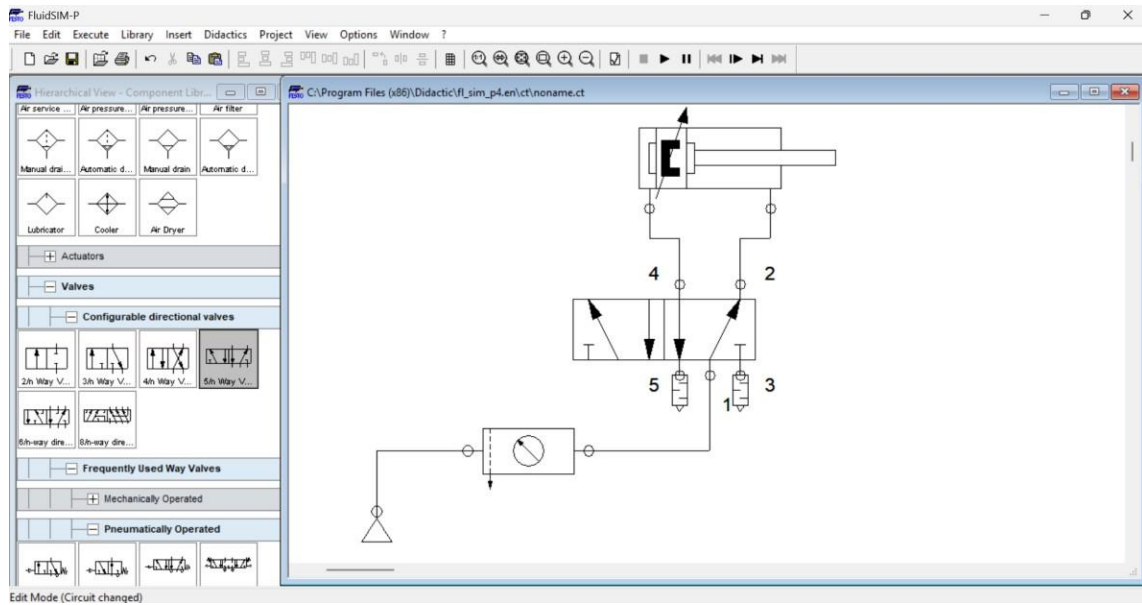 FluidSIM-P
File Edit Execute Library Insert Didactics Project View Options Window ?
Hierarchical View - Component Libr...
C:\Program Files (x86)\Didactic\fl_sim_p4.en\ct\noname.ct
Air service ... Air pressure... Air pressure... Air filter
Manual drai... Automatic d... Manual drain Automatic d...
Lubricator Cooler Air Dryer
Actuators
Valves
Configurable directional valves
2/n Way V... 3/n Way V... 4/n Way V... 5/n Way V...
6/n-way dire... 8/n-way dire...
Frequently Used Way Valves
Mechanically Operated
Pneumatically Operated
4 2
5 1 3
Edit Mode (Circuit changed)